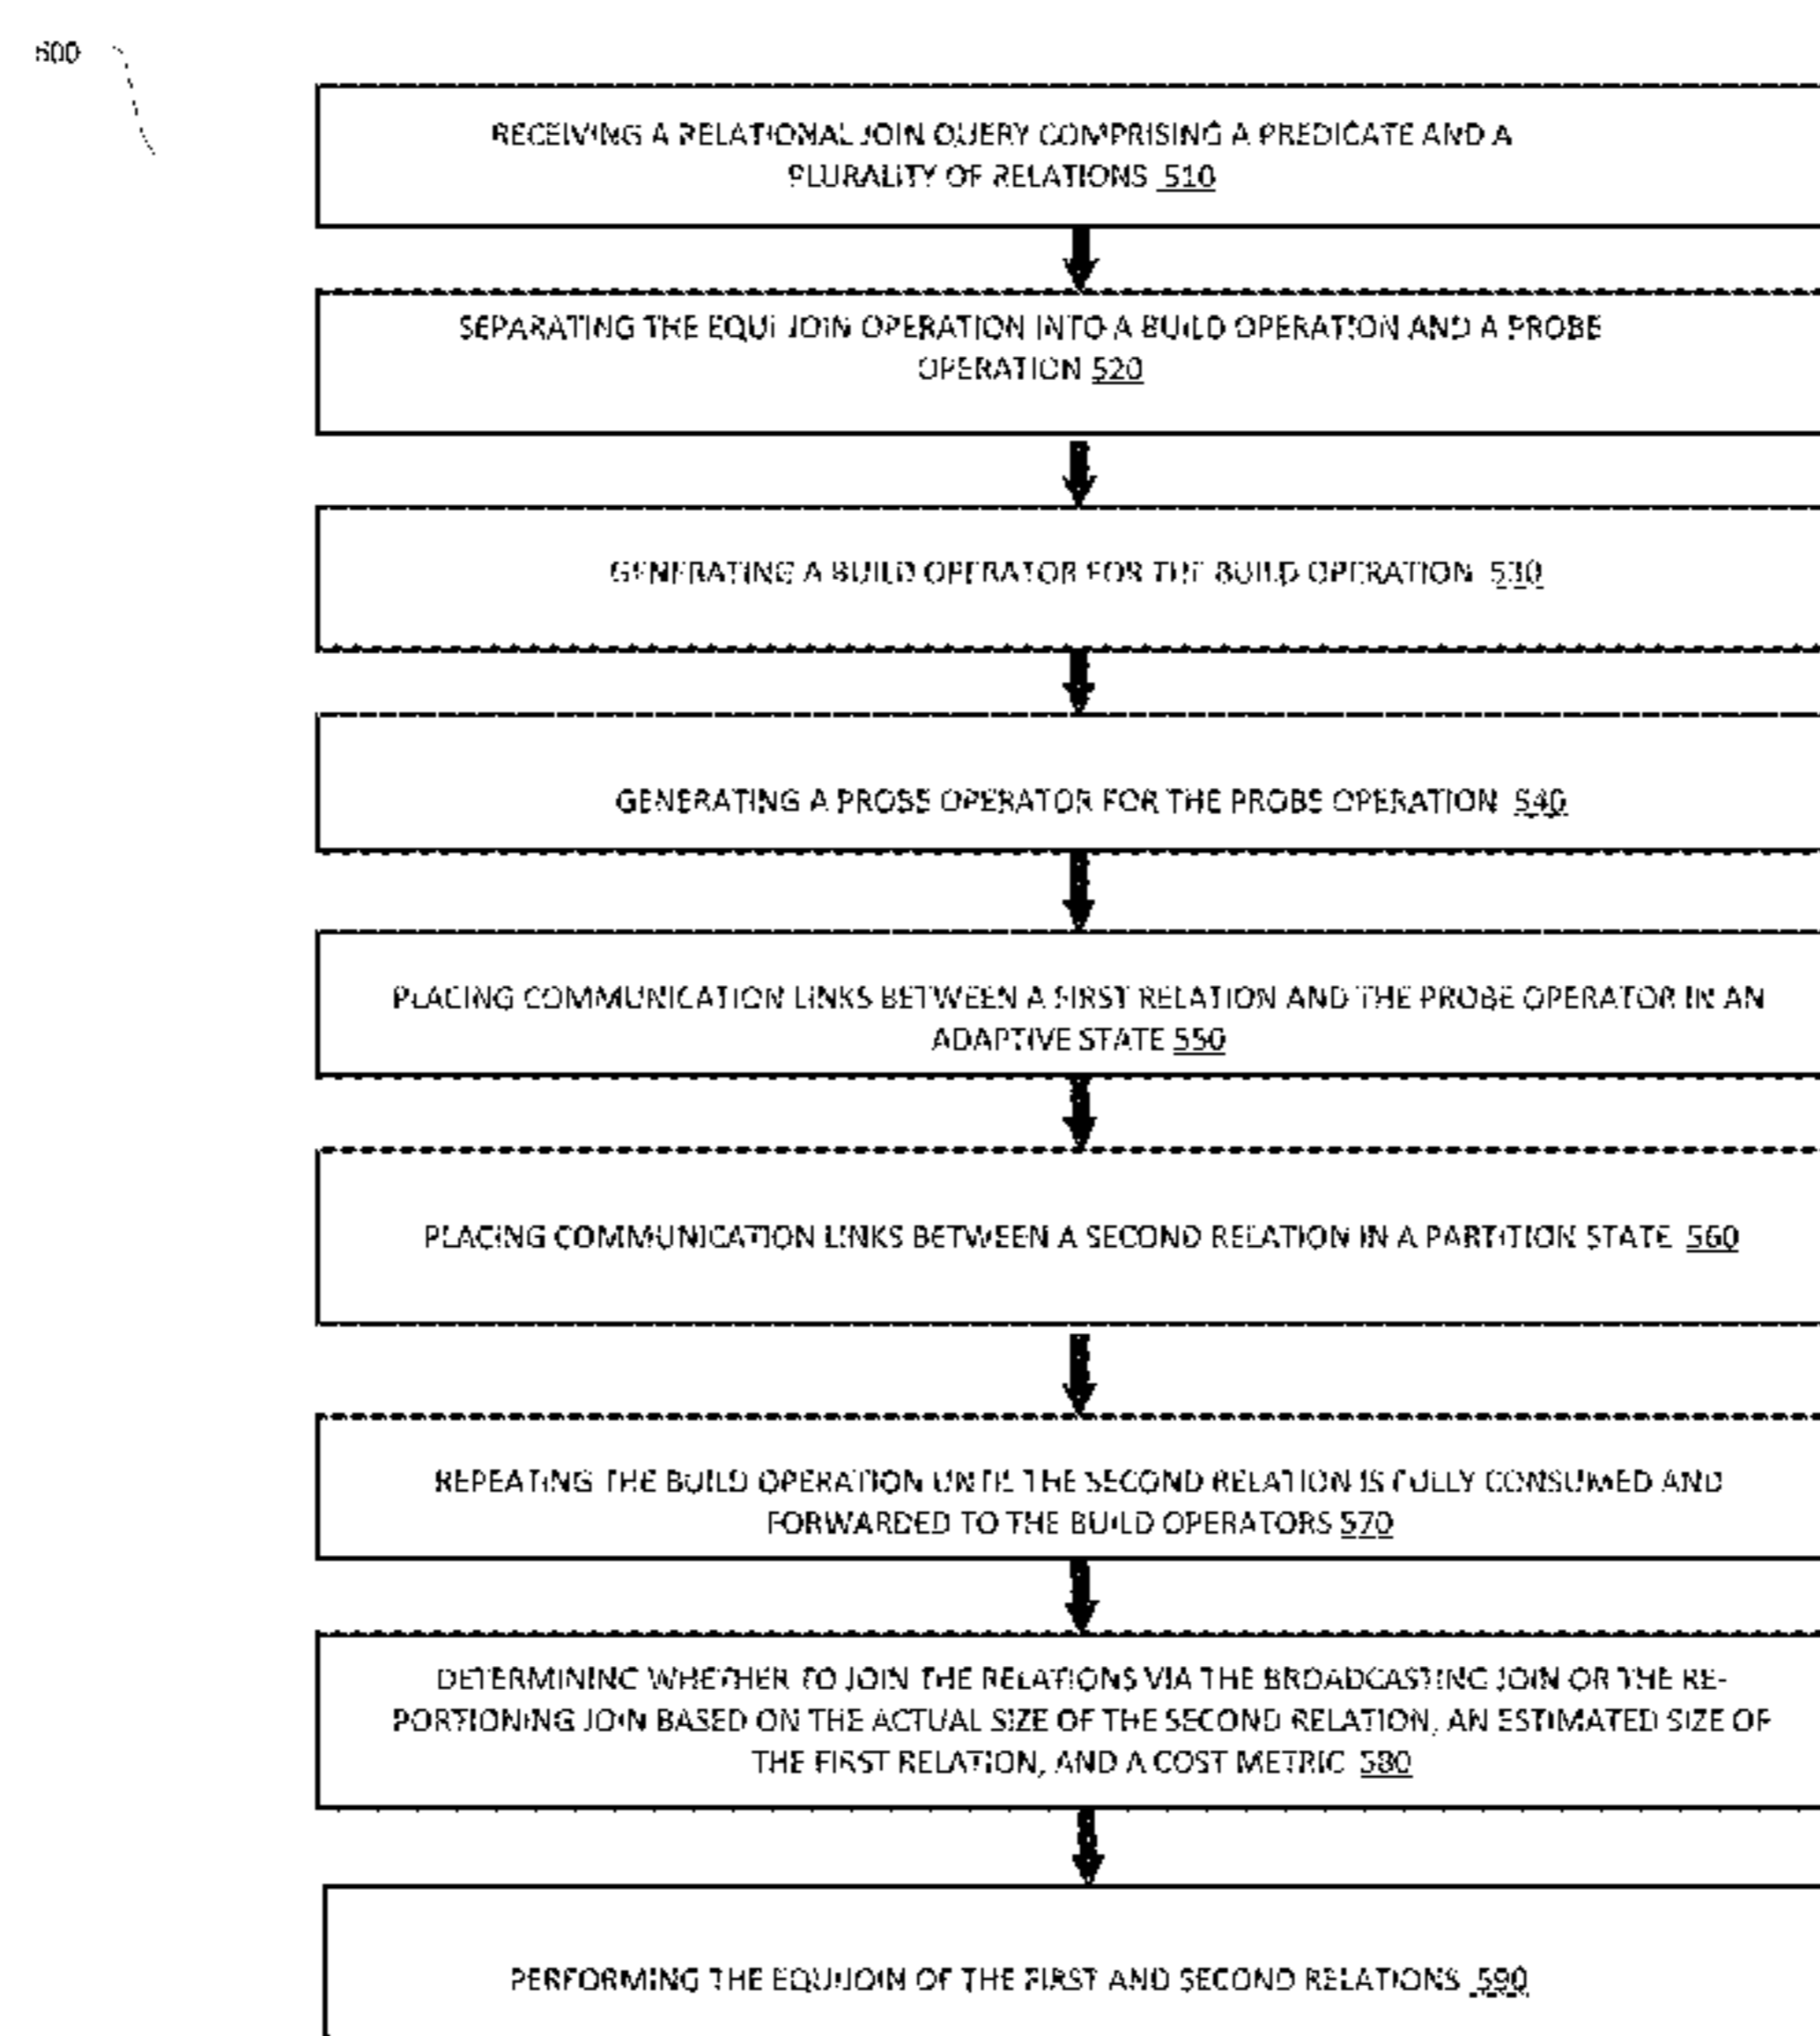 500
RECEIVING A RELATIONAL JOIN QUERY COMPRISING A PREDICATE AND A
PLURALITY OF RELATIONS 510
SEPARATING THE EQUI JOIN OPERATION INTO A BUILD OPERATION AND A PROBE
OPERATION 520
GENERATING A BUILD OPERATOR FOR THE BUILD OPERATION 530
GENERATING A PROBE OPERATOR FOR THE PROBE OPERATION 540
PLACING COMMUNICATION LINKS BETWEEN A FIRST RELATION AND THE PROBE OPERATOR IN AN
ADAPTIVE STATE 550
PLACING COMMUNICATION LINKS BETWEEN A SECOND RELATION IN A PARTITION STATE 560
REPEATING THE BUILD OPERATION UNTIL THE SECOND RELATION IS FULLY CONSUMED AND
FORWARDED TO THE BUILD OPERATORS 570
DETERMINING WHETHER TO JOIN THE RELATIONS VIA THE BROADCASTING JOIN OR THE RE-
PORTIONING JOIN BASED ON THE ACTUAL SIZE OF THE SECOND RELATION, AN ESTIMATED SIZE OF
THE FIRST RELATION, AND A COST METRIC 580
PERFORMING THE EQUIJOIN OF THE FIRST AND SECOND RELATIONS 590